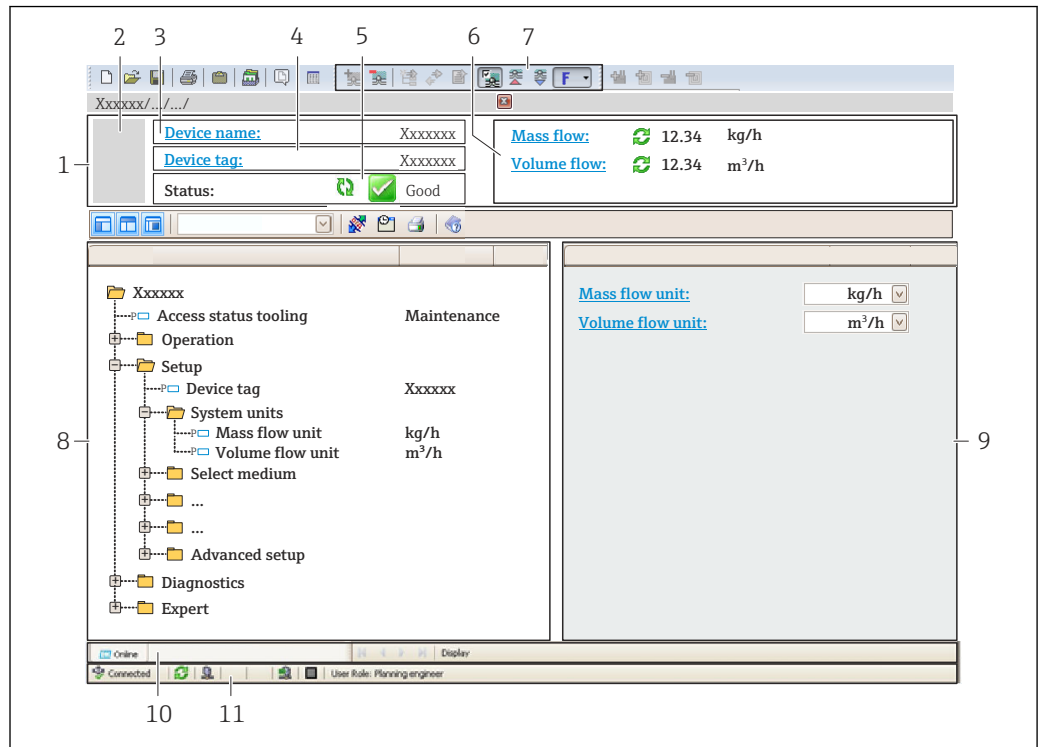 2 3 4 5 6 7
F
Xxxxxx/.../.../
1
Device name: Xxxxxxx
Device tag: Xxxxxxx
Status: Good
Mass flow: 12.34 kg/h
Volume flow: 12.34 m³/h
Xxxxxx
P Access status tooling Maintenance
Operation
Setup
P Device tag Xxxxxx
System units
P Mass flow unit kg/h
P Volume flow unit m³/h
Select medium
...
...
Advanced setup
Diagnostics
Expert
8
Mass flow unit: kg/h
Volume flow unit: m³/h
9
Online Display
Connected User Role: Planning engineer
10 11